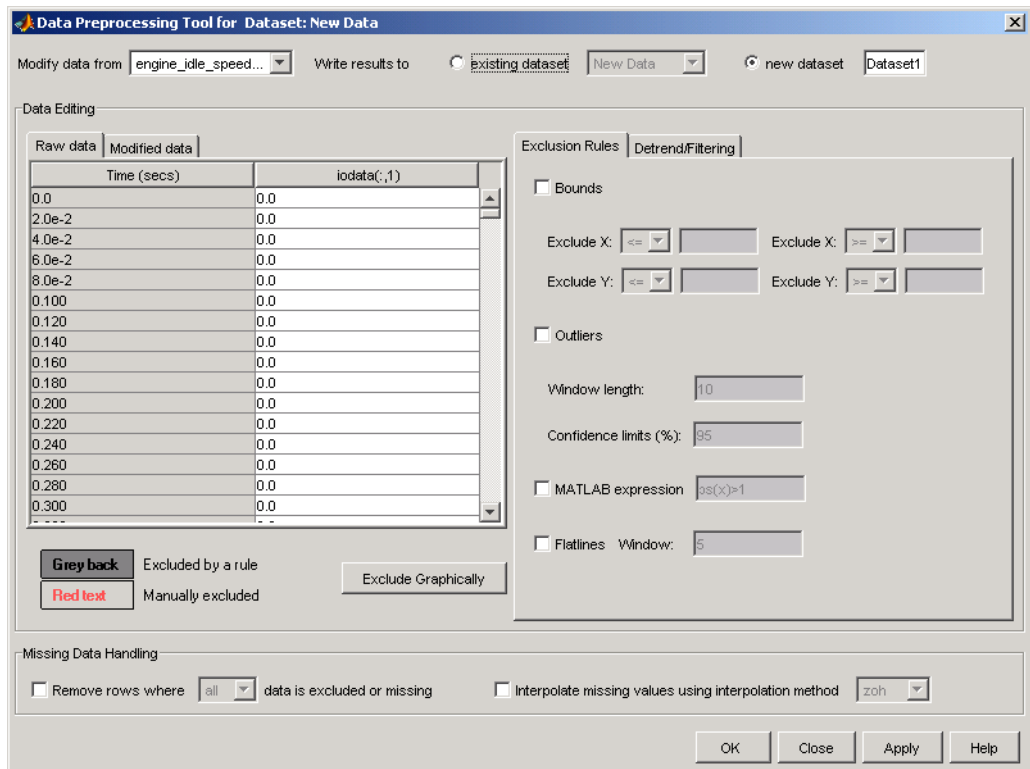 Data Preprocessing Tool for Dataset: New Data
Modify data from engine_idle_speed... Write results to existing dataset New Data new dataset Dataset1
Data Editing
Raw data Modified data
Time (secs) iodata(:,1)
0.0 0.0
2.0e-2 0.0
4.0e-2 0.0
6.0e-2 0.0
8.0e-2 0.0
0.100 0.0
0.120 0.0
0.140 0.0
0.160 0.0
0.180 0.0
0.200 0.0
0.220 0.0
0.240 0.0
0.260 0.0
0.280 0.0
0.300 0.0
Grey back Excluded by a rule
Red text Manually excluded
Exclude Graphically
Exclusion Rules Detrend/Filtering
Bounds
Exclude X: <= Exclude X: >=
Exclude Y: <= Exclude Y: >=
Outliers
Window length: 10
Confidence limits (%): 95
MATLAB expression bs(x)>1
Flatlines Window: 5
Missing Data Handling
Remove rows where all data is excluded or missing Interpolate missing values using interpolation method zoh
OK Close Apply Help